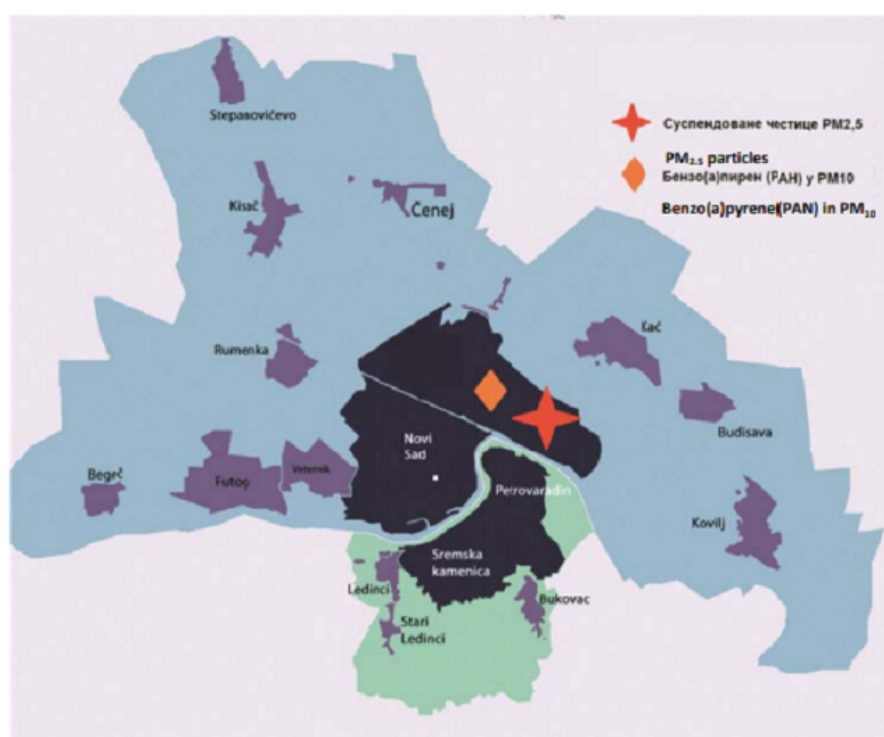 Stepanovićevo
Суспендоване честице PM2,5
PM2.5 particles
Бензо(а)пирен (РАН) у PM10
Benzo(a)pyrene(PAN) in PM10
Kisač
Čenej
Kać
Rumenka
Budisava
Novi
Sad
Begeč
Futog
Veternik
Petrovaradin
Kovilj
Sremska
kamenica
Ledinci
Bukovac
Stari
Ledinci